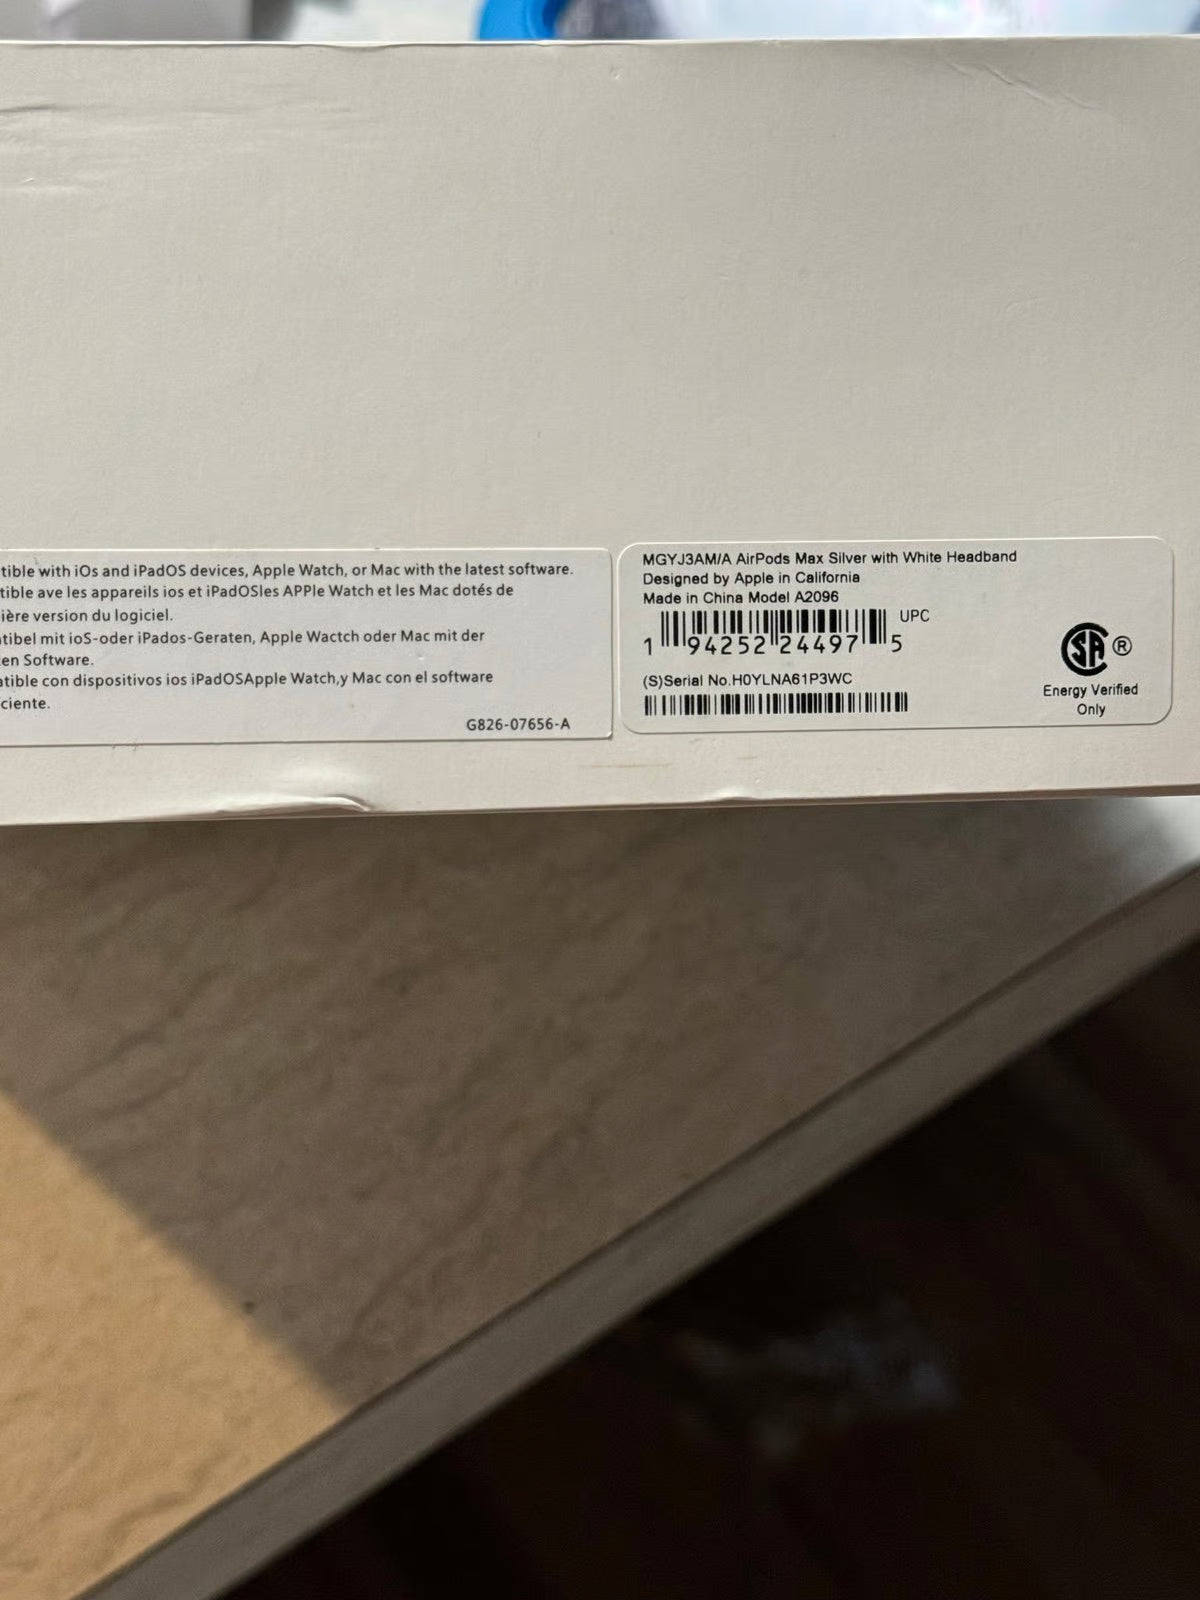 tible with iOs and iPadOS devices, Apple Watch, or Mac with the latest software.
tible ave les appareils ios et iPadOSles APPle Watch et les Mac dotés de
ière version du logiciel.
tibel mit ioS-oder iPados-Geraten, Apple Wactch oder Mac mit der
en Software.
atible con dispositivos ios iPadOSApple Watch,y Mac con el software
ciente.
G826-07656-A
MGYJ3AM/A AirPods Max Silver with White Headband
Designed by Apple in California
Made in China Model A2096
UPC
1 94252 24497 5
(S)Serial No.H0YLNA61P3WC
SA ®
Energy Verified
Only